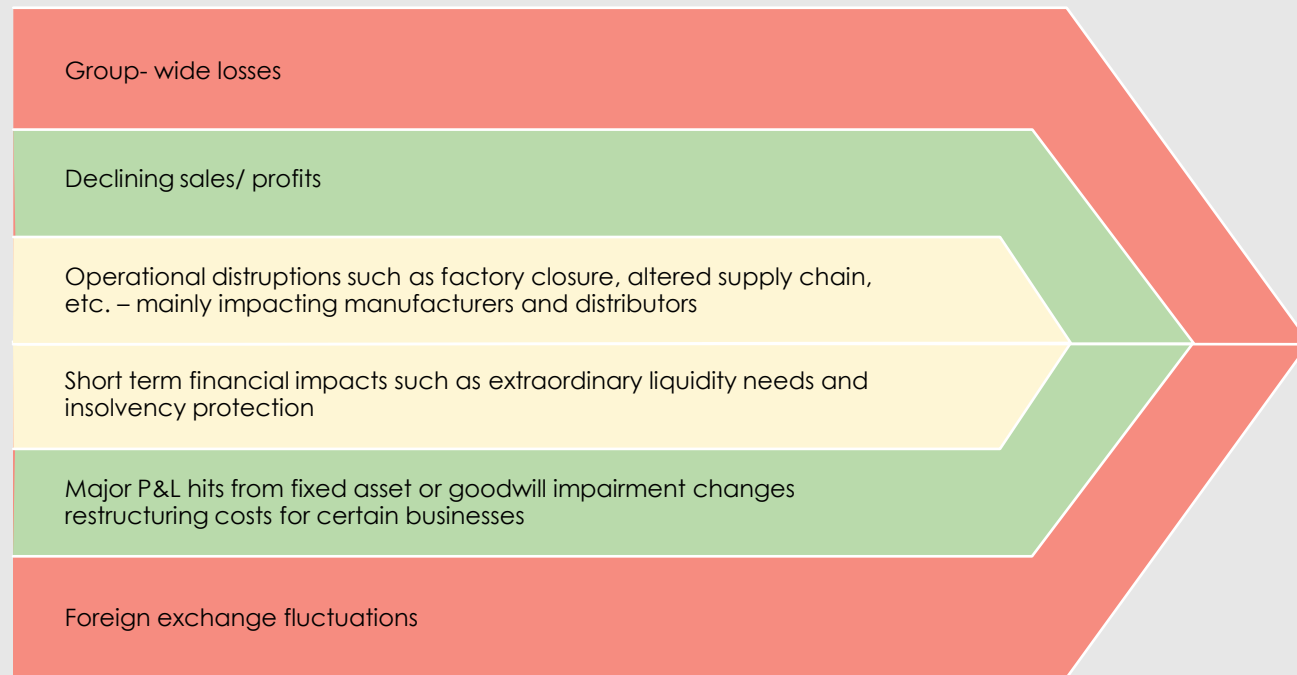 Group- wide losses
Declining sales/ profits
Operational distruptions such as factory closure, altered supply chain,
etc. – mainly impacting manufacturers and distributors
Short term financial impacts such as extraordinary liquidity needs and
insolvency protection
Major P&L hits from fixed asset or goodwill impairment changes
restructuring costs for certain businesses
Foreign exchange fluctuations